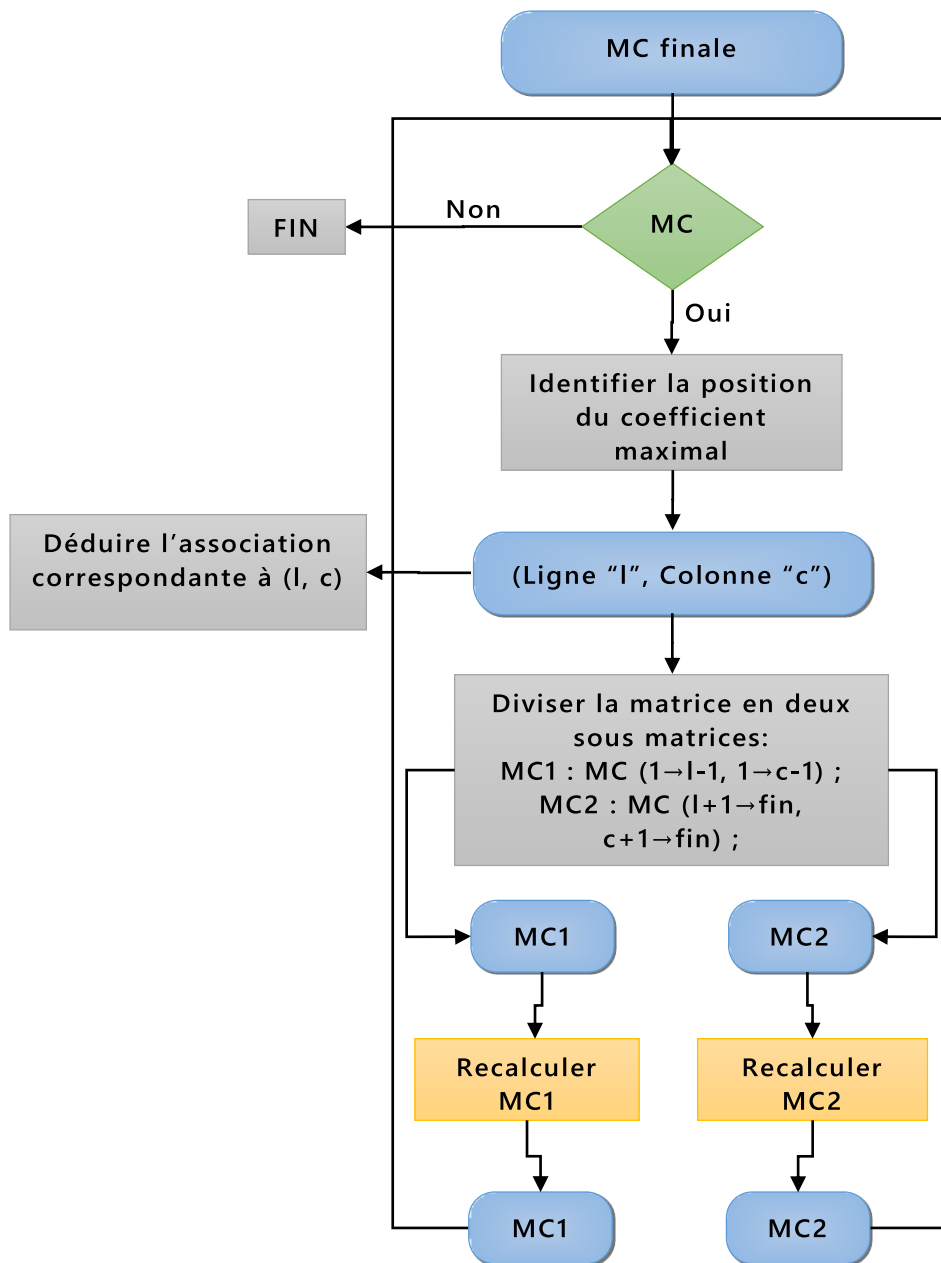 MC finale
MC
Non
FIN
Oui
Identifier la position
du coefficient
maximal
Déduire l’association
correspondante à (l, c)
(Ligne “l”, Colonne “c”)
Diviser la matrice en deux
sous matrices:
MC1 : MC (1→l-1, 1→c-1) ;
MC2 : MC (l+1→fin,
c+1→fin) ;
MC1
MC2
Recalculer
MC1
Recalculer
MC2
MC1
MC2